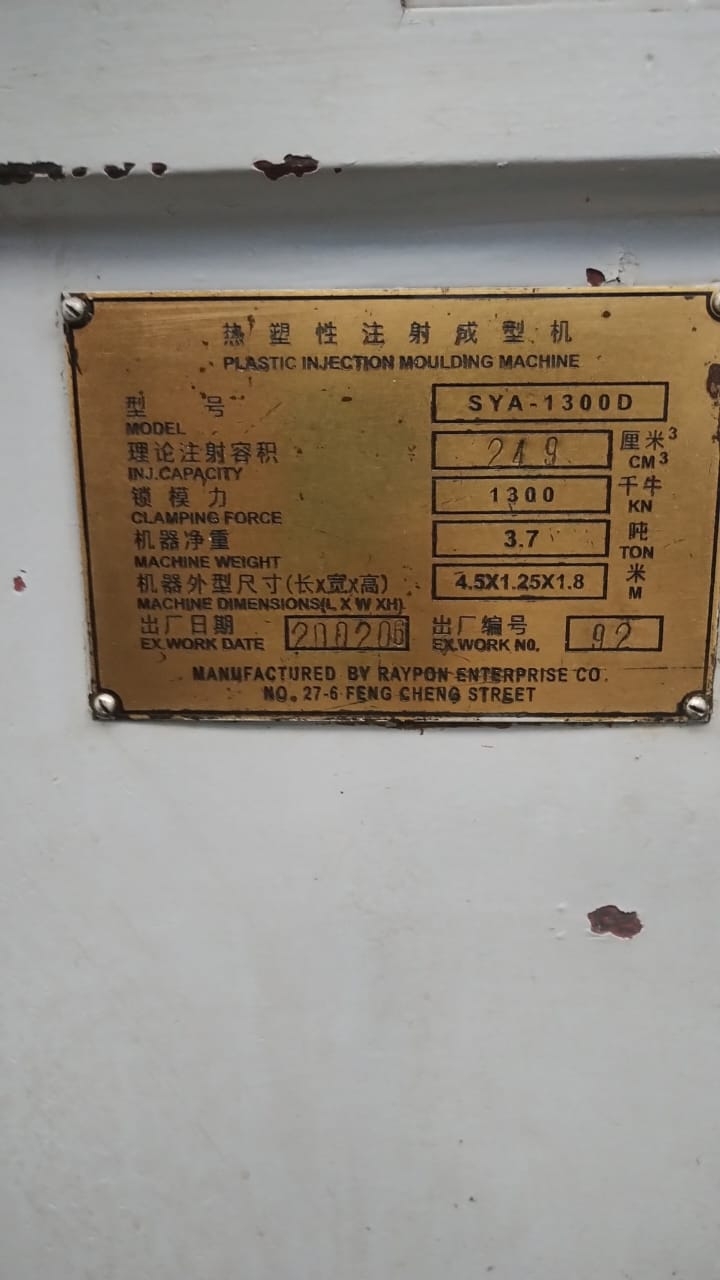 热塑性注射成型机
PLASTIC INJECTION MOULDING MACHINE
型号 SYA-1300D
MODEL
理论注射容积 249 厘米3
INJ.CAPACITY CM3
锁模力 1300 千牛
CLAMPING FORCE KN
机器净重 3.7 吨
MACHINE WEIGHT TON
机器外型尺寸(长x宽x高) 4.5X1.25X1.8 米
MACHINE DIMENSIONS(L X W XH) M
出厂日期 200206 出厂编号 92
EX.WORK DATE EX.WORK NO.
MANUFACTURED BY RAYPON ENTERPRISE CO.
NO. 27-6 FENG CHENG STREET